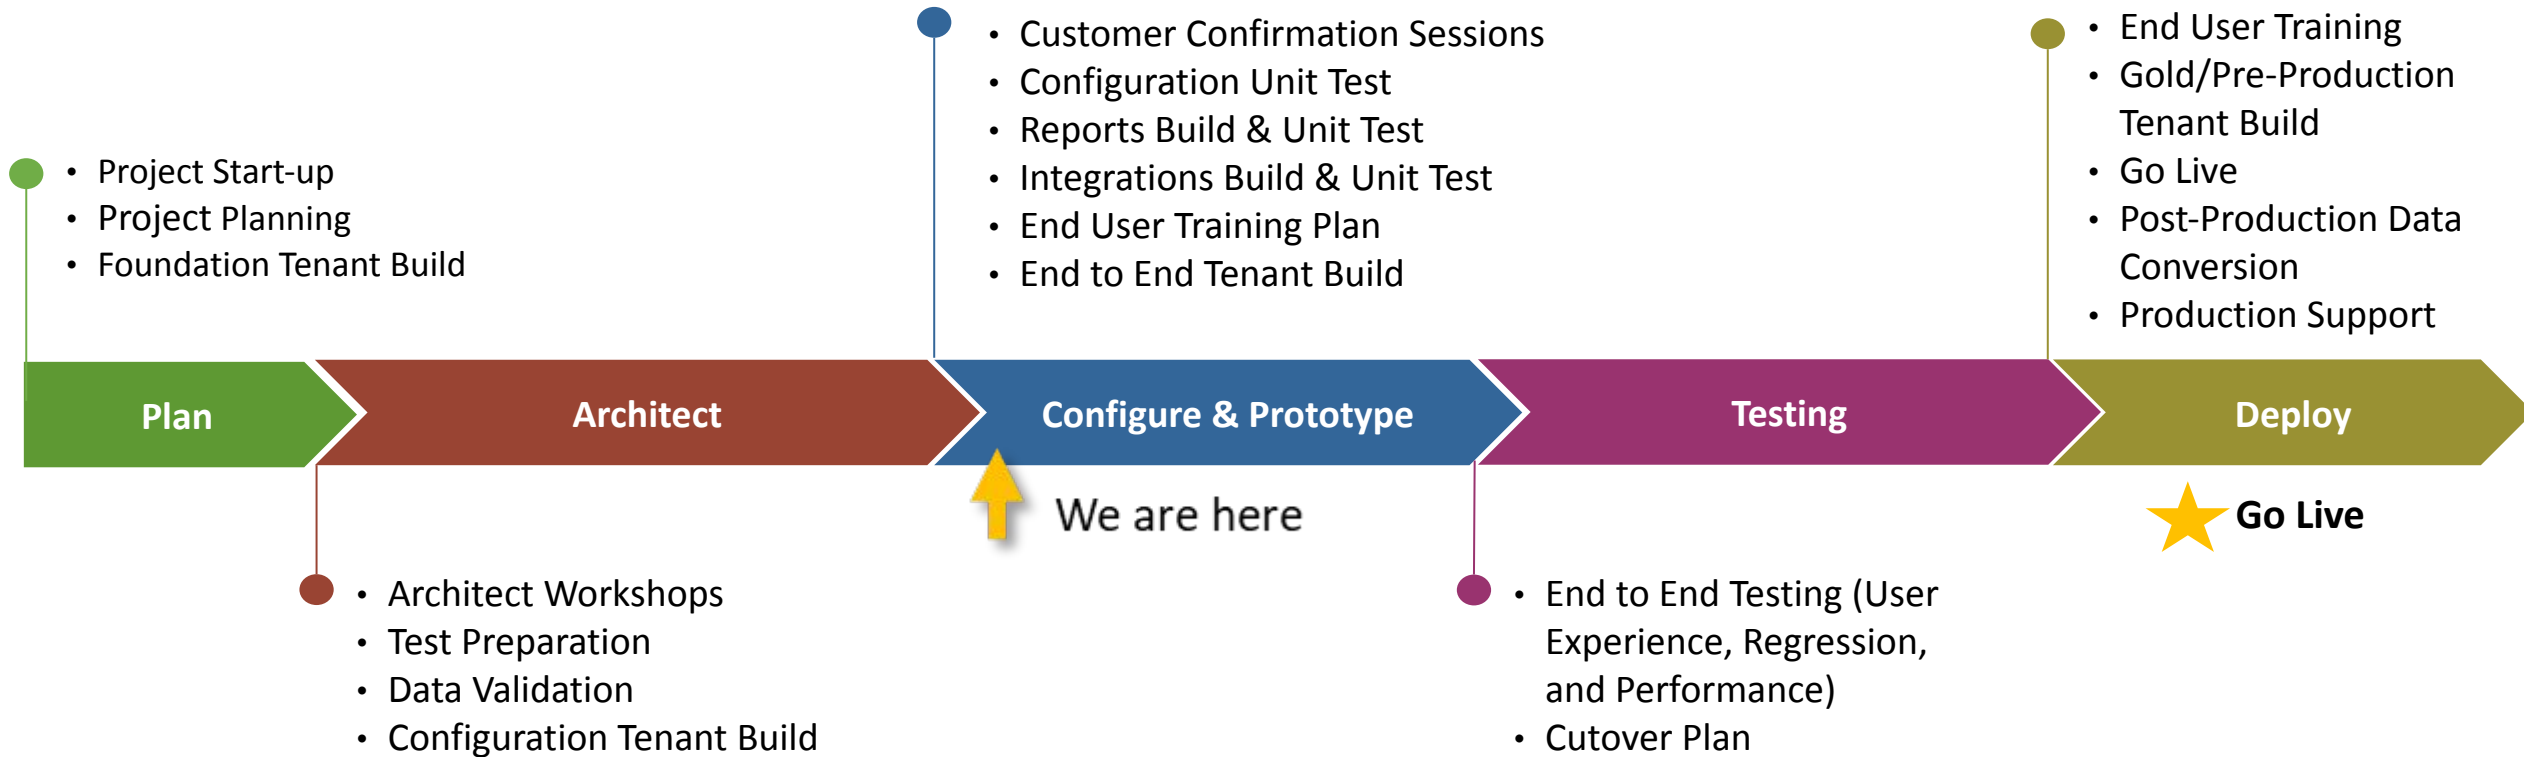 • Project Start-up
• Project Planning
• Foundation Tenant Build
• Customer Confirmation Sessions
• Configuration Unit Test
• Reports Build & Unit Test
• Integrations Build & Unit Test
• End User Training Plan
• End to End Tenant Build
• End User Training
• Gold/Pre-Production
Tenant Build
• Go Live
• Post-Production Data
Conversion
• Production Support
Plan
Architect
Configure & Prototype
Testing
Deploy
We are here
Go Live
• Architect Workshops
• Test Preparation
• Data Validation
• Configuration Tenant Build
• End to End Testing (User
Experience, Regression,
and Performance)
• Cutover Plan